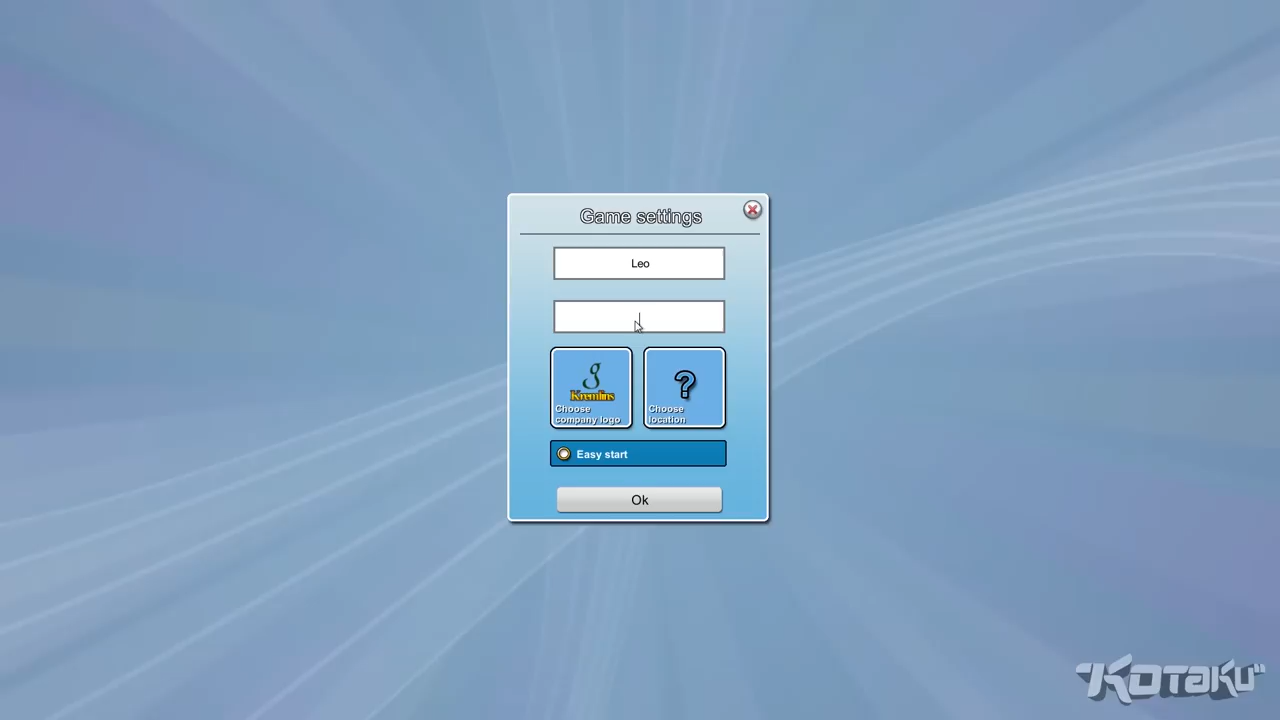 Game settings
Leo
g
Kremlins
Choose
company logo
?
Choose
location
Easy start
Ok
"KOTAKU"